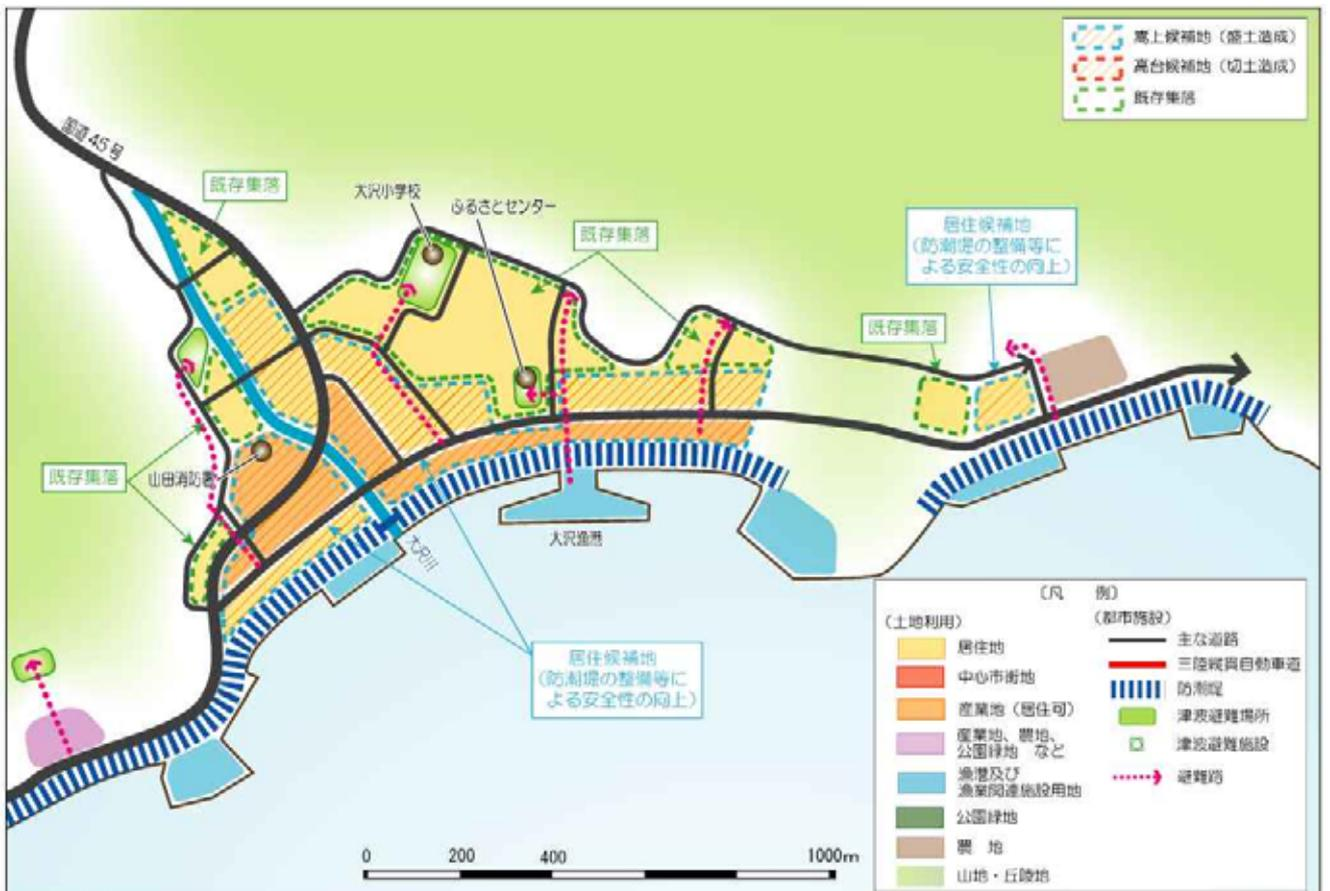 嵩上候補地（盛土造成）
高台候補地（切土造成）
既存集落
国道45号
既存集落
大沢小学校
ふるさとセンター
既存集落
居住候補地
（防潮堤の整備等に
よる安全性の向上）
既存集落
既存集落
山田消防署
大沢川
大沢漁港
居住候補地
（防潮堤の整備等に
よる安全性の向上）
（凡　例）
（土地利用）
居住地
中心市街地
産業地（居住可）
産業地、農地、
公園緑地　など
漁港及び
漁業関連施設用地
公園緑地
農　地
山地・丘陵地
（都市施設）
主な道路
三陸縦貫自動車道
防潮堤
津波避難場所
津波避難施設
避難路
0
200
400
1000m